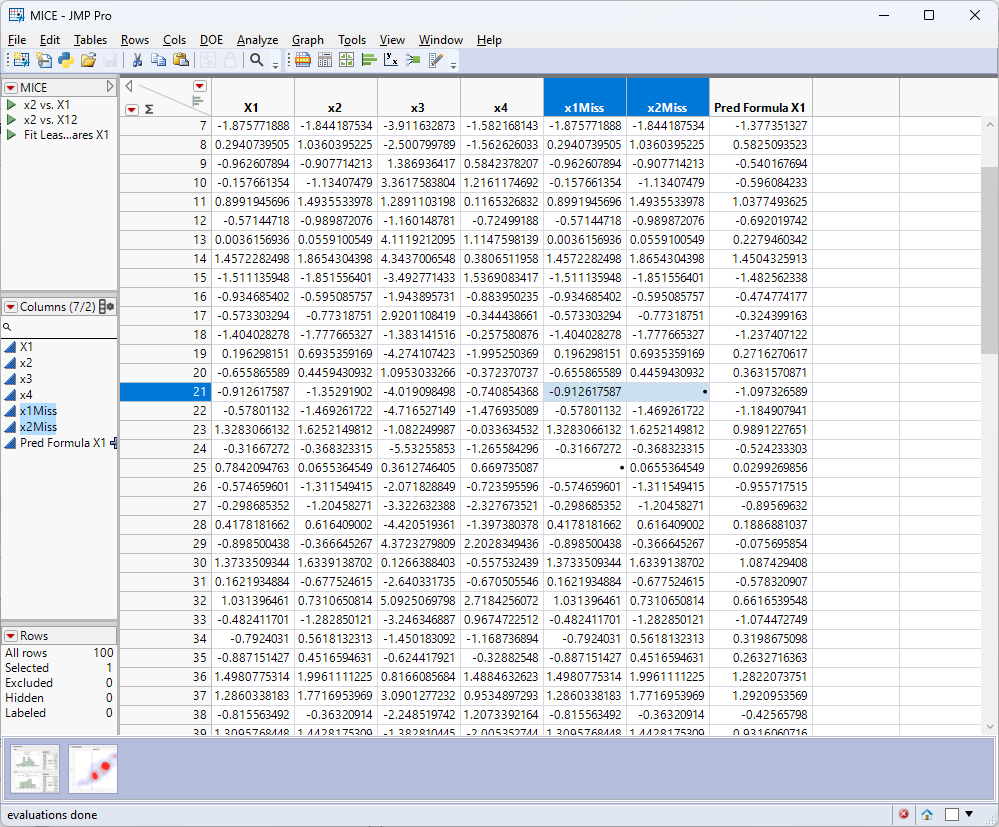 MICE - JMP Pro
File Edit Tables Rows Cols DOE Analyze Graph Tools View Window Help
MICE
x2 vs. X1
x2 vs. X12
Fit Leas...ares X1
Columns (7/2)
X1
x2
x3
x4
x1Miss
x2Miss
Pred Formula X1
Rows
All rows 100
Selected 1
Excluded 0
Hidden 0
Labeled 0
X1 x2 x3 x4 x1Miss x2Miss Pred Formula X1
7 -1.875771888 -1.844187534 -3.911632873 -1.582168143 -1.875771888 -1.844187534 -1.377351327
8 0.2940739505 1.0360395225 -2.500799789 -1.562626033 0.2940739505 1.0360395225 0.5825093523
9 -0.962607894 -0.907714213 1.386936417 0.5842378207 -0.962607894 -0.907714213 -0.540167694
10 -0.157661354 -1.13407479 3.3617583804 1.2161174692 -0.157661354 -1.13407479 -0.596084233
11 0.8991945696 1.4935533978 1.2891103198 0.1165326832 0.8991945696 1.4935533978 1.0377493625
12 -0.57144718 -0.989872076 -1.160148781 -0.72499188 -0.57144718 -0.989872076 -0.692019742
13 0.0036156936 0.0559100549 4.1119212095 1.1147598139 0.0036156936 0.0559100549 0.2279460342
14 1.4572282498 1.8654304398 4.3437006548 0.3806511958 1.4572282498 1.8654304398 1.4504325913
15 -1.511135948 -1.851556401 -3.492771433 1.5369083417 -1.511135948 -1.851556401 -1.482562338
16 -0.934685402 -0.595085757 -1.943895731 -0.883950235 -0.934685402 -0.595085757 -0.474774177
17 -0.573303294 -0.77318751 2.9201108419 -0.344438661 -0.573303294 -0.77318751 -0.324399163
18 -1.404028278 -1.777665327 -1.383141516 -0.257580876 -1.404028278 -1.777665327 -1.237407122
19 0.196298151 0.6935359169 -4.274107423 -1.995250369 0.196298151 0.6935359169 0.2716270617
20 -0.655865589 0.4459430932 1.0953033266 -0.372370737 -0.655865589 0.4459430932 0.3631570871
21 -0.912617587 -1.35291902 -4.019098498 -0.740854368 -0.912617587 • -1.097326589
22 -0.57801132 -1.469261722 -4.716527149 -1.476935089 -0.57801132 -1.469261722 -1.184907941
23 1.3283066132 1.6252149812 -1.082249987 -0.033634532 1.3283066132 1.6252149812 0.9891227651
24 -0.31667272 -0.368323315 -5.53255853 -1.265584296 -0.31667272 -0.368323315 -0.524233303
25 0.7842094763 0.0655364549 0.3612746405 0.669735087 • 0.0655364549 0.0299269856
26 -0.574659601 -1.311549415 -2.071828849 -0.723595596 -0.574659601 -1.311549415 -0.955717515
27 -0.298685352 -1.20458271 -3.322632388 -2.327673521 -0.298685352 -1.20458271 -0.89569632
28 0.4178181662 0.616409002 -4.420519361 -1.397380378 0.4178181662 0.616409002 0.1886881037
29 -0.898500438 -0.366645267 4.3723279809 2.2028349436 -0.898500438 -0.366645267 -0.075695854
30 1.3733509344 1.6339138702 0.1266388403 -0.557532439 1.3733509344 1.6339138702 1.087429408
31 0.1621934884 -0.677524615 -2.640331735 -0.670505546 0.1621934884 -0.677524615 -0.578320907
32 1.031396461 0.7310650814 5.0925069798 2.7184256072 1.031396461 0.7310650814 0.6616539548
33 -0.482411701 -1.282850121 -3.246346887 0.9674722512 -0.482411701 -1.282850121 -1.074472749
34 -0.7924031 0.5618132313 -1.450183092 -1.168736894 -0.7924031 0.5618132313 0.3198675098
35 -0.887151427 0.4516594631 -0.624417921 -0.32882548 -0.887151427 0.4516594631 0.2632716363
36 1.4980775314 1.9961111225 0.8166085684 1.4884632623 1.4980775314 1.9961111225 1.2822073751
37 1.2860338183 1.7716953969 3.0901277232 0.9534897293 1.2860338183 1.7716953969 1.2920953569
38 -0.815563492 -0.36320914 -2.248519742 1.2073392164 -0.815563492 -0.36320914 -0.42565798
39 1.3095768448 1.4428175309 -1.382810445 -2.005352744 1.3095768448 1.4428175309 0.9316060716
evaluations done